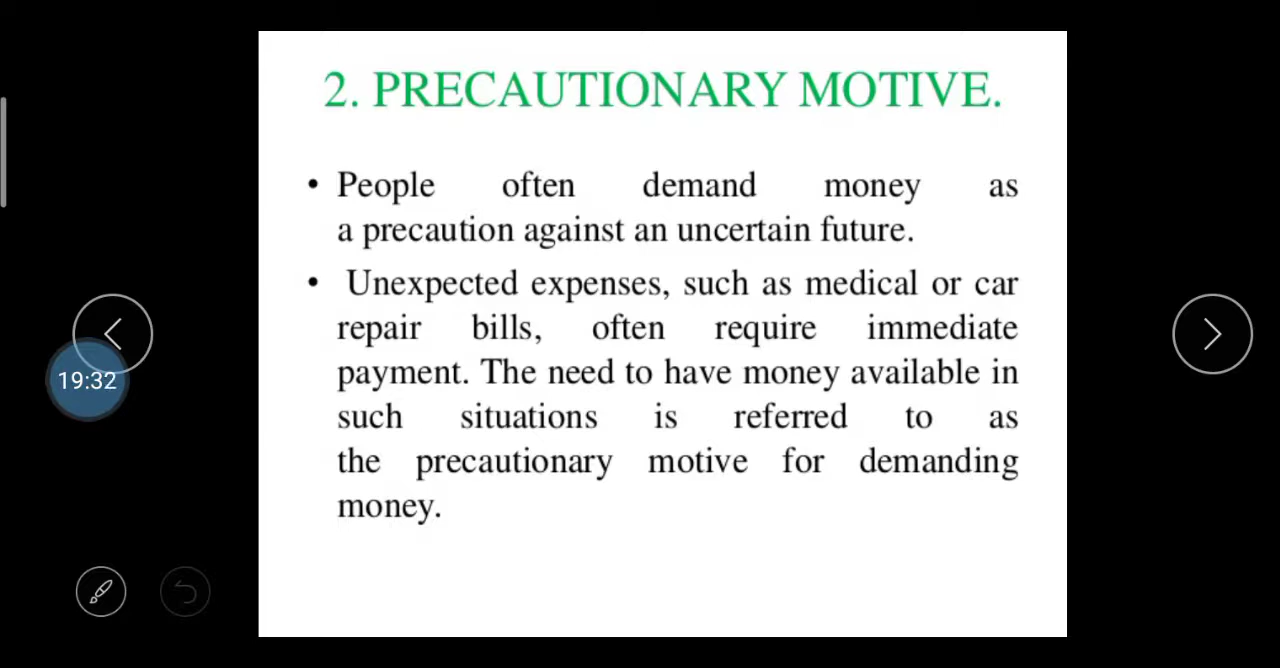 2. PRECAUTIONARY MOTIVE.
• People often demand money as
a precaution against an uncertain future.
• Unexpected expenses, such as medical or car
repair bills, often require immediate
payment. The need to have money available in
such situations is referred to as
the precautionary motive for demanding
money.
19:32